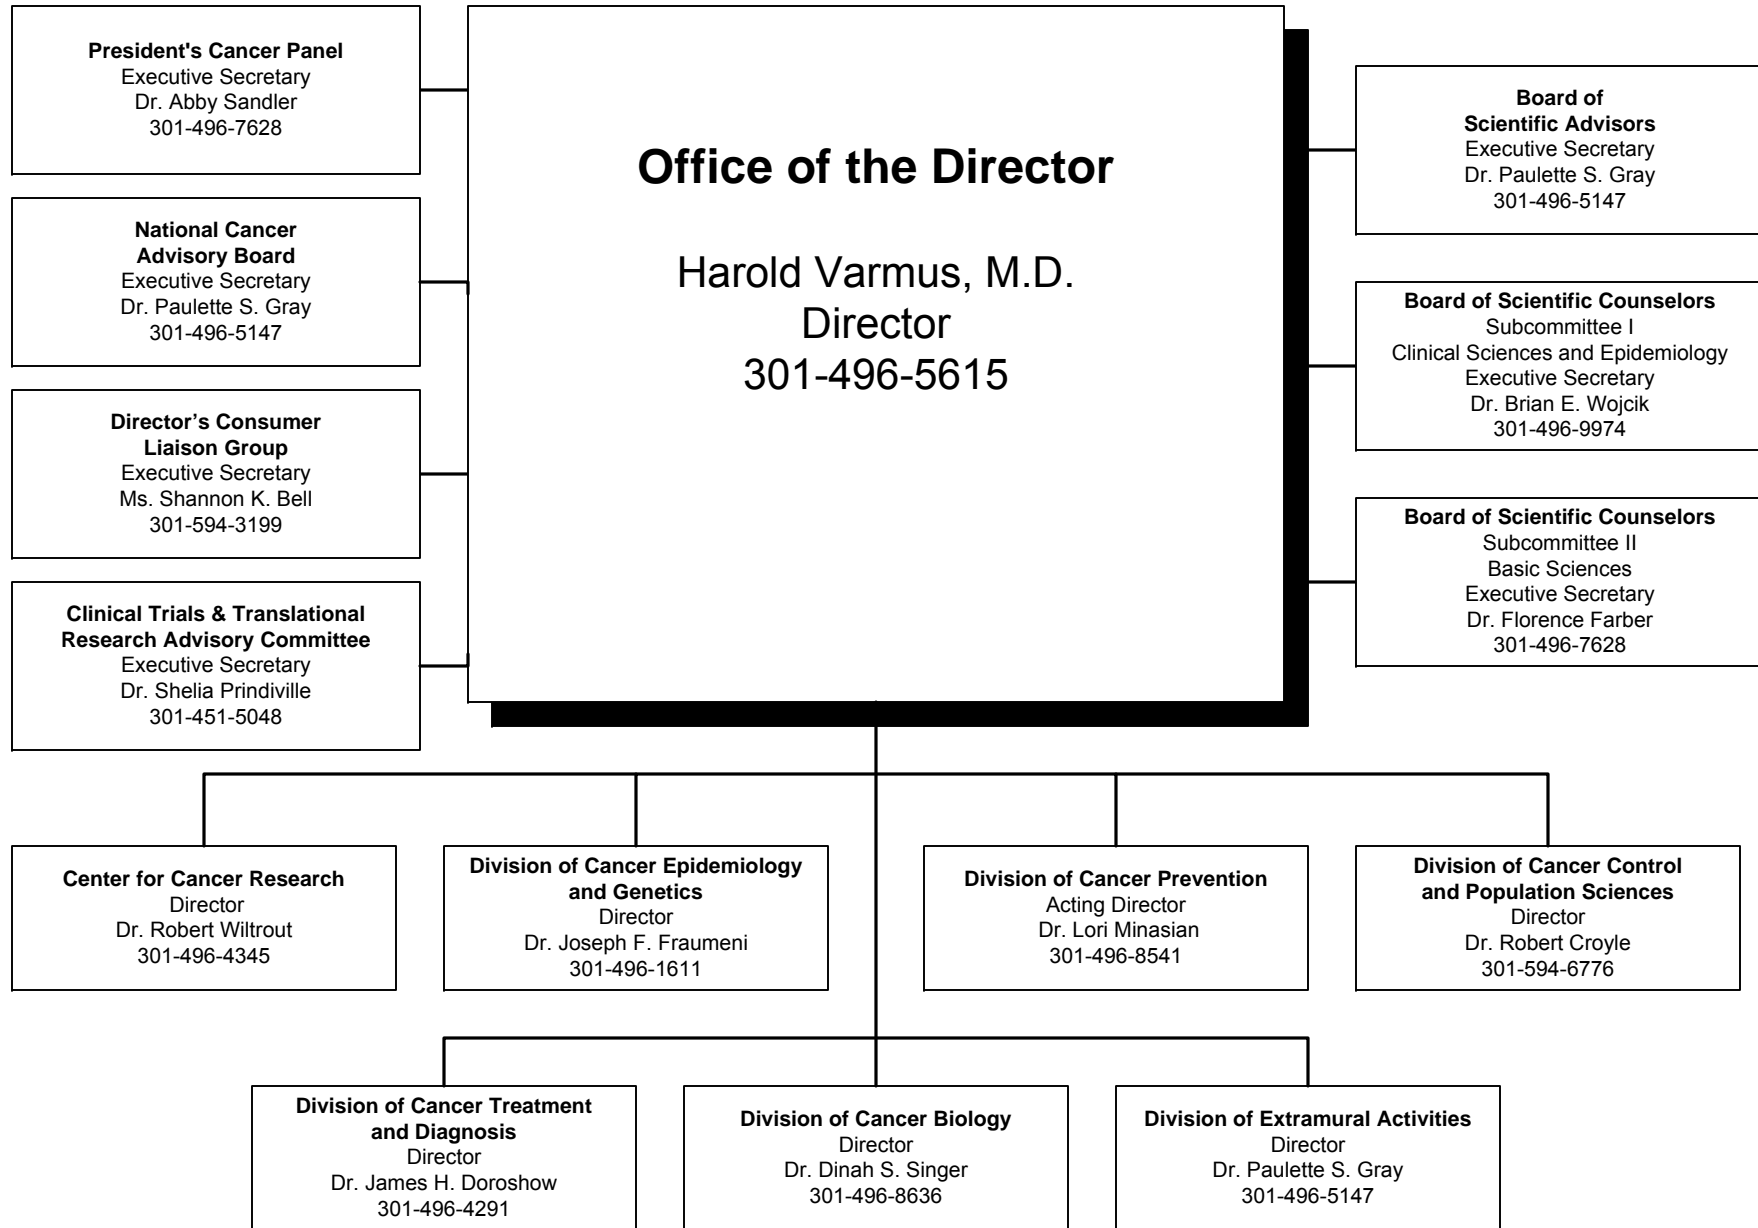 President's Cancer Panel
Executive Secretary
Dr. Abby Sandler
301-496-7628
National Cancer
Advisory Board
Executive Secretary
Dr. Paulette S. Gray
301-496-5147
Director’s Consumer
Liaison Group
Executive Secretary
Ms. Shannon K. Bell
301-594-3199
Clinical Trials & Translational
Research Advisory Committee
Executive Secretary
Dr. Shelia Prindiville
301-451-5048
Office of the Director
Harold Varmus, M.D.
Director
301-496-5615
Board of
Scientific Advisors
Executive Secretary
Dr. Paulette S. Gray
301-496-5147
Board of Scientific Counselors
Subcommittee I
Clinical Sciences and Epidemiology
Executive Secretary
Dr. Brian E. Wojcik
301-496-9974
Board of Scientific Counselors
Subcommittee II
Basic Sciences
Executive Secretary
Dr. Florence Farber
301-496-7628
Center for Cancer Research
Director
Dr. Robert Wiltrout
301-496-4345
Division of Cancer Epidemiology
and Genetics
Director
Dr. Joseph F. Fraumeni
301-496-1611
Division of Cancer Prevention
Acting Director
Dr. Lori Minasian
301-496-8541
Division of Cancer Control
and Population Sciences
Director
Dr. Robert Croyle
301-594-6776
Division of Cancer Treatment
and Diagnosis
Director
Dr. James H. Doroshow
301-496-4291
Division of Cancer Biology
Director
Dr. Dinah S. Singer
301-496-8636
Division of Extramural Activities
Director
Dr. Paulette S. Gray
301-496-5147